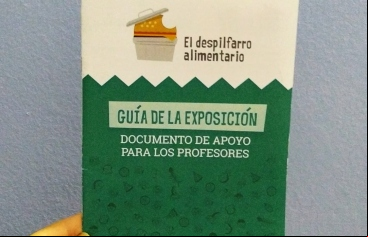 El despilfarro
alimentario
GUÍA DE LA EXPOSICIÓN
DOCUMENTO DE APOYO
PARA LOS PROFESORES